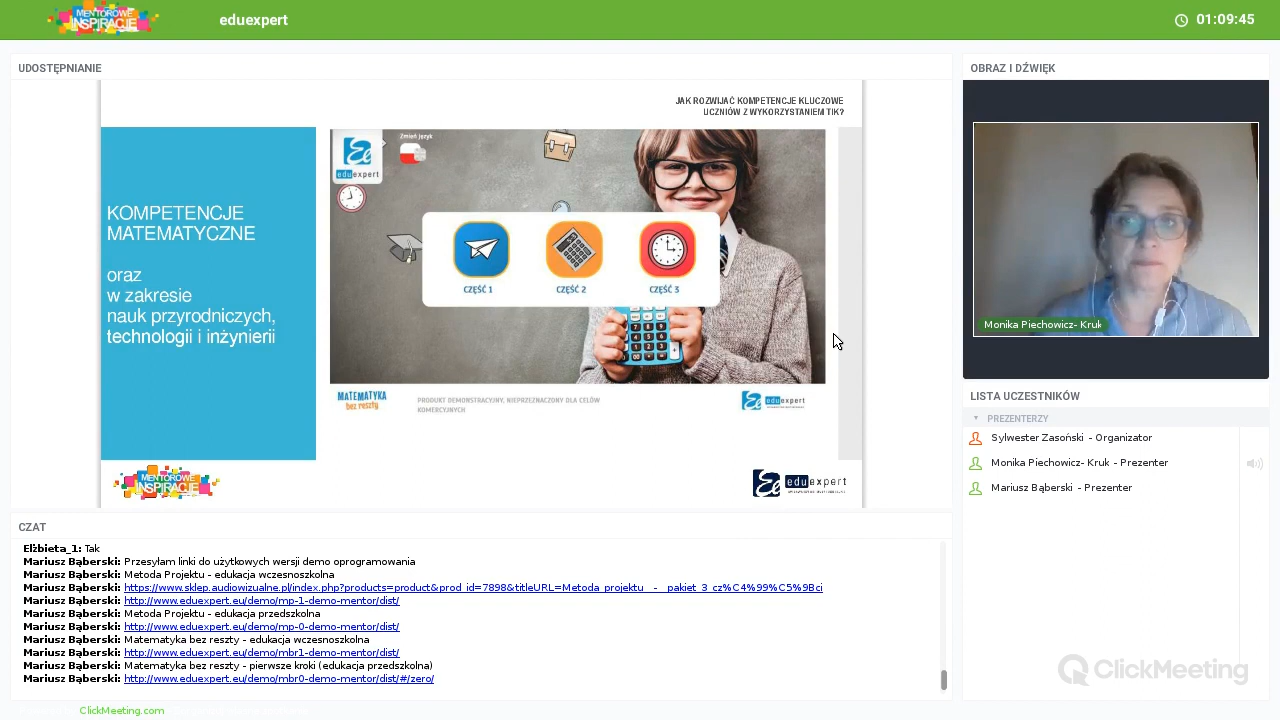 MENTOROWE
INSPIRACJE
eduexpert
01:09:45
UDOSTĘPNIANIE
JAK ROZWIJAĆ KOMPETENCJE KLUCZOWE
UCZNIÓW Z WYKORZYSTANIEM TIK?
KOMPETENCJE
MATEMATYCZNE
oraz
w zakresie
nauk przyrodniczych,
technologii i inżynierii
eduexpert
Zmień język
CZĘŚĆ 1
CZĘŚĆ 2
CZĘŚĆ 3
MATEMATYKA
bez reszty
PRODUKT DEMONSTRACYJNY, NIEPRZEZNACZONY DLA CELÓW
KOMERCYJNYCH
eduexpert
MENTOROWE
INSPIRACJE
eduexpert
OBRAZ I DŹWIĘK
Monika Piechowicz- Kruk
LISTA UCZESTNIKÓW
PREZENTERZY
Sylwester Zasoński - Organizator
Monika Piechowicz- Kruk - Prezenter
Mariusz Bąberski - Prezenter
CZAT
Elżbieta_1: Tak
Mariusz Bąberski: Przesyłam linki do użytkowych wersji demo oprogramowania
Mariusz Bąberski: Metoda Projektu - edukacja wczesnoszkolna
Mariusz Bąberski: https://www.sklep.audiowizualne.pl/index.php?products=product&prod_id=7898&titleURL=Metoda_projektu_-_pakiet_3_cz%C4%99%C5%9Bci
Mariusz Bąberski: http://www.eduexpert.eu/demo/mp-1-demo-mentor/dist/
Mariusz Bąberski: Metoda Projektu - edukacja przedszkolna
Mariusz Bąberski: http://www.eduexpert.eu/demo/mp-0-demo-mentor/dist/
Mariusz Bąberski: Matematyka bez reszty - edukacja wczesnoszkolna
Mariusz Bąberski: http://www.eduexpert.eu/demo/mbr1-demo-mentor/dist/
Mariusz Bąberski: Matematyka bez reszty - pierwsze kroki (edukacja przedszkolna)
Mariusz Bąberski: http://www.eduexpert.eu/demo/mbr0-demo-mentor/dist/#/zero/
ClickMeeting
ClickMeeting.com